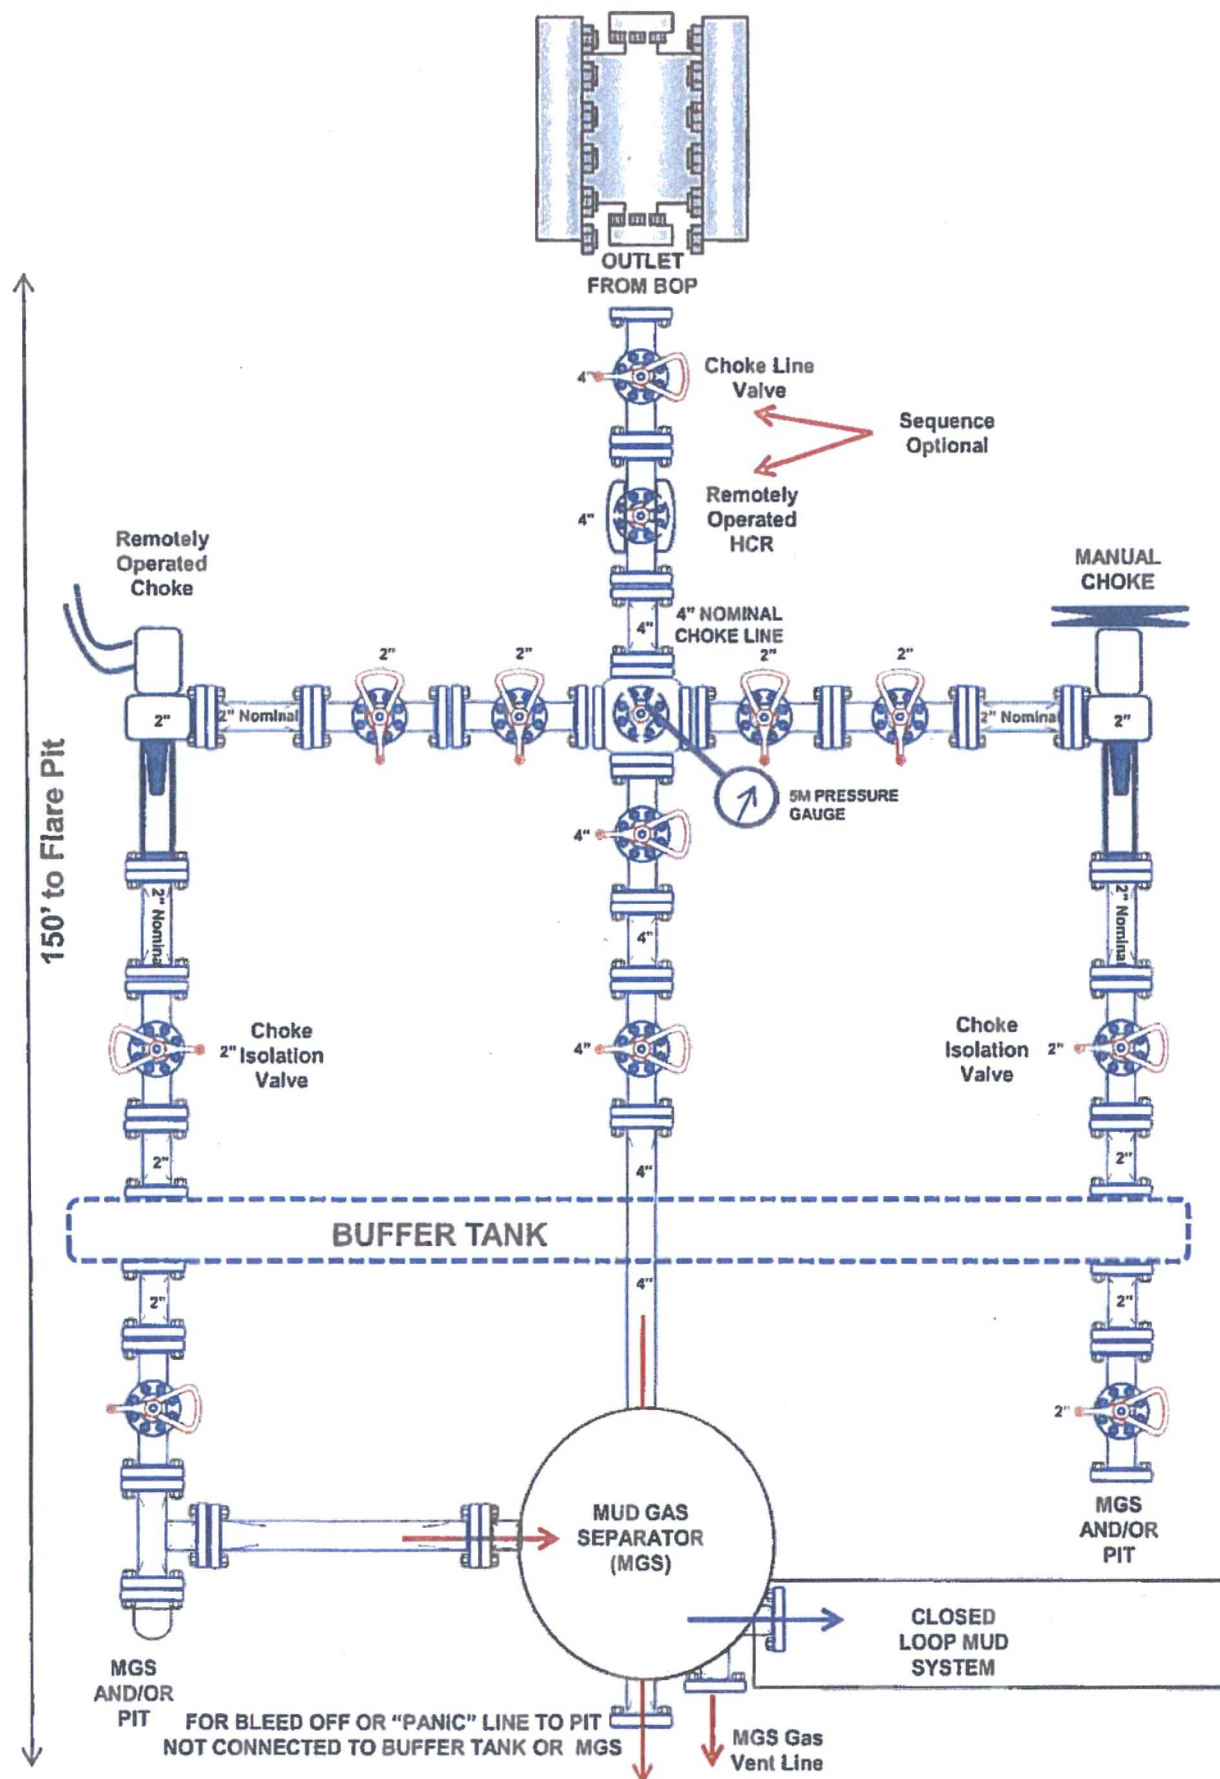 OUTLET
FROM BOP
4"
Choke Line
Valve
Sequence
Optional
4"
Remotely
Operated
HCR
Remotely
Operated
Choke
MANUAL
CHOKE
4"
4" NOMINAL
CHOKE LINE
2"
2"
2"
2"
2"
2" Nominal
2" Nominal
2"
5M PRESSURE
GAUGE
4"
150' to Flare Pit
2" Nominal
4"
2" Nominal
Choke
Isolation
Valve
2"
4"
Choke
Isolation
Valve
2"
2"
4"
2"
BUFFER TANK
2"
4"
2"
2"
MUD GAS
SEPARATOR
(MGS)
MGS
AND/OR
PIT
CLOSED
LOOP MUD
SYSTEM
MGS
AND/OR
PIT
FOR BLEED OFF OR "PANIC" LINE TO PIT
NOT CONNECTED TO BUFFER TANK OR MGS
MGS Gas
Vent Line